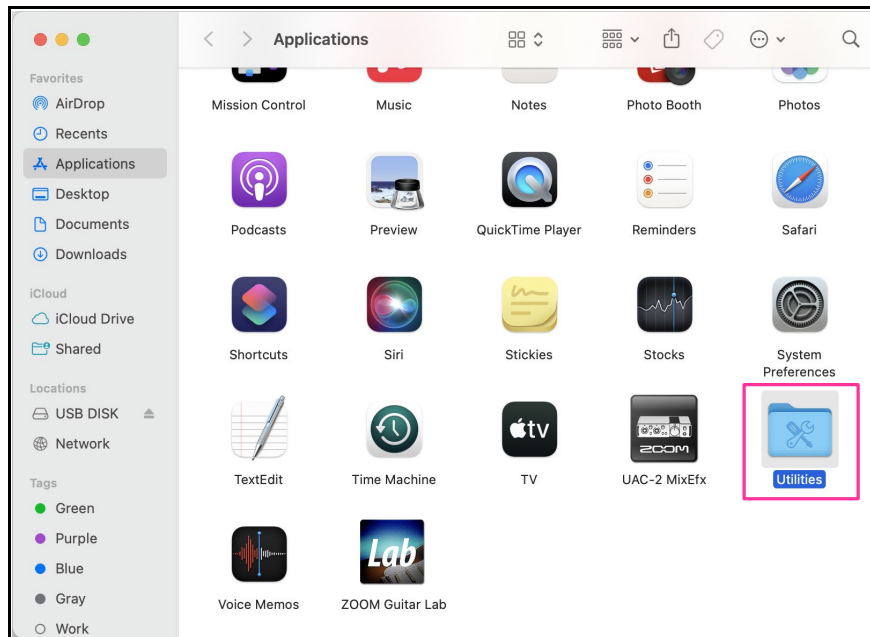 Applications
Favorites
AirDrop
Recents
Applications
Desktop
Documents
Downloads
iCloud
iCloud Drive
Shared
Locations
USB DISK
Network
Tags
Green
Purple
Blue
Gray
Work
Mission Control
Music
Notes
Photo Booth
Photos
Podcasts
Preview
QuickTime Player
Reminders
Safari
Shortcuts
Siri
Stickies
Stocks
System
Preferences
tv
ZOOM
TextEdit
Time Machine
TV
UAC-2 MixEfx
Utilities
Lab
Voice Memos
ZOOM Guitar Lab